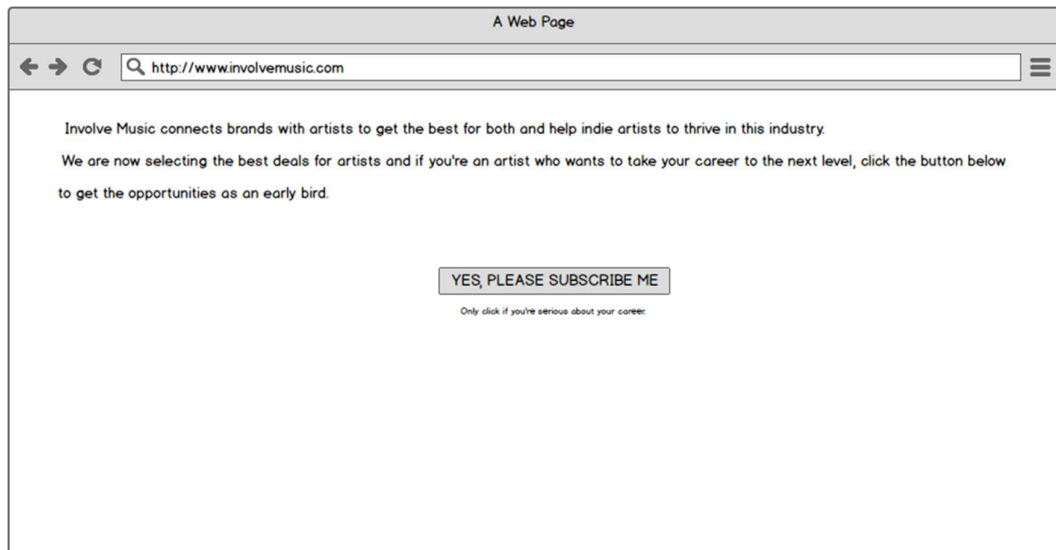 A Web Page
http://www.involvemusic.com
Involve Music connects brands with artists to get the best for both and help indie artists to thrive in this industry.
We are now selecting the best deals for artists and if you're an artist who wants to take your career to the next level, click the button below
to get the opportunities as an early bird.
YES, PLEASE SUBSCRIBE ME
Only click if you're serious about your career.